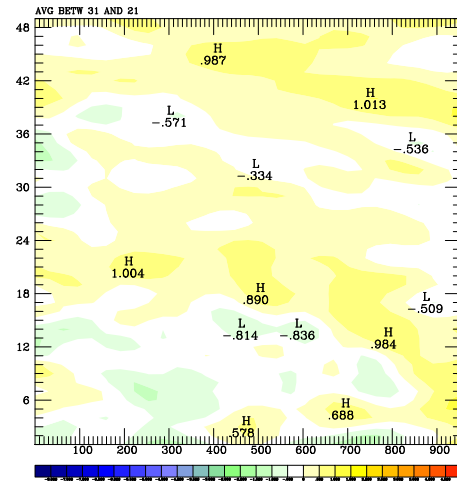 AVG BETW 31 AND 21
48
H
.987
42
H
1.013
L
-.571
36
L
-.536
L
-.334
30
24
H
1.004
H
.890
18
L
-.509
L
-.814
L
-.836
H
.984
12
6
H
.688
H
.578
100 200 300 400 500 600 700 800 900